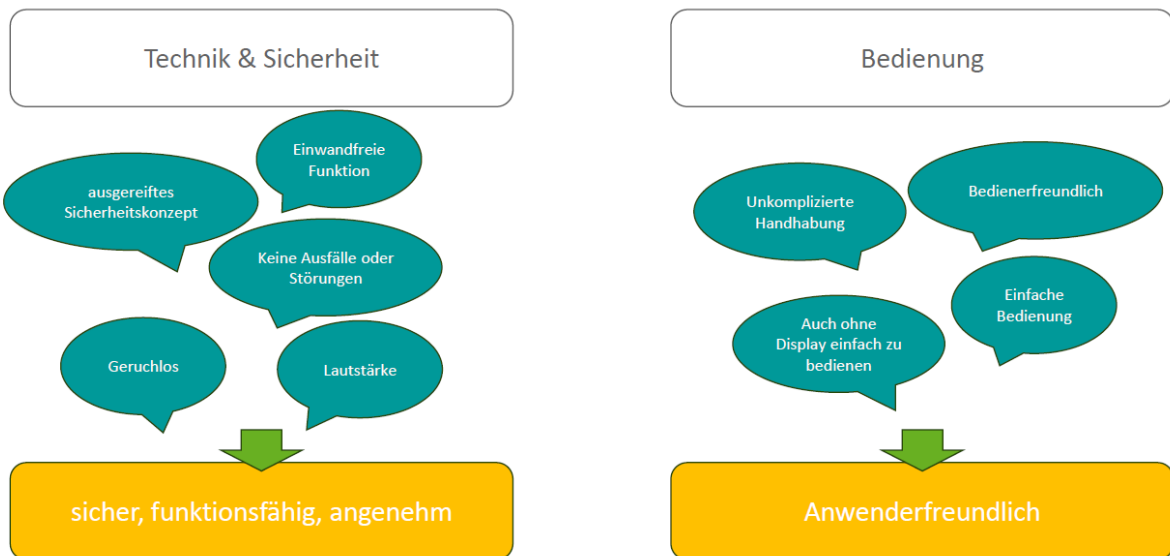 Technik & Sicherheit
Einwandfreie
Funktion
ausgereiftes
Sicherheitskonzept
Keine Ausfälle oder
Störungen
Geruchlos
Lautstärke
sicher, funktionsfähig, angenehm
Bedienung
Unkomplizierte
Handhabung
Bedienerfreundlich
Einfache
Bedienung
Auch ohne
Display einfach zu
bedienen
Anwenderfreundlich